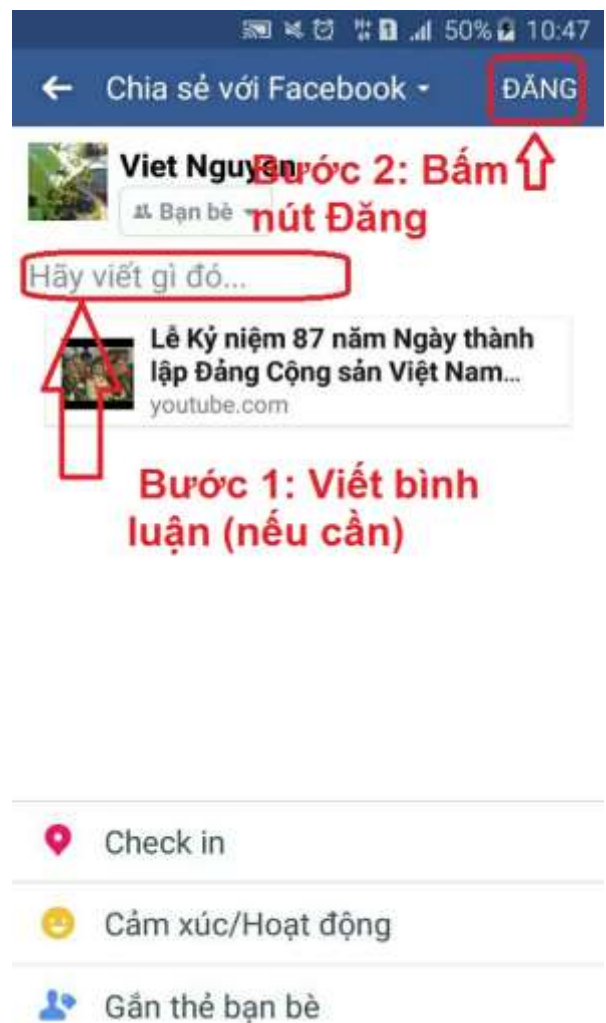 50% 10:47
Chia sẻ với Facebook
ĐĂNG
Viet Nguyen
Bước 2: Bấm
nút Đăng
Bạn bè
Hãy viết gì đó...
Lễ Kỷ niệm 87 năm Ngày thành
lập Đảng Cộng sản Việt Nam...
youtube.com
Bước 1: Viết bình
luận (nếu cần)
Check in
Cảm xúc/Hoạt động
Gắn thẻ bạn bè